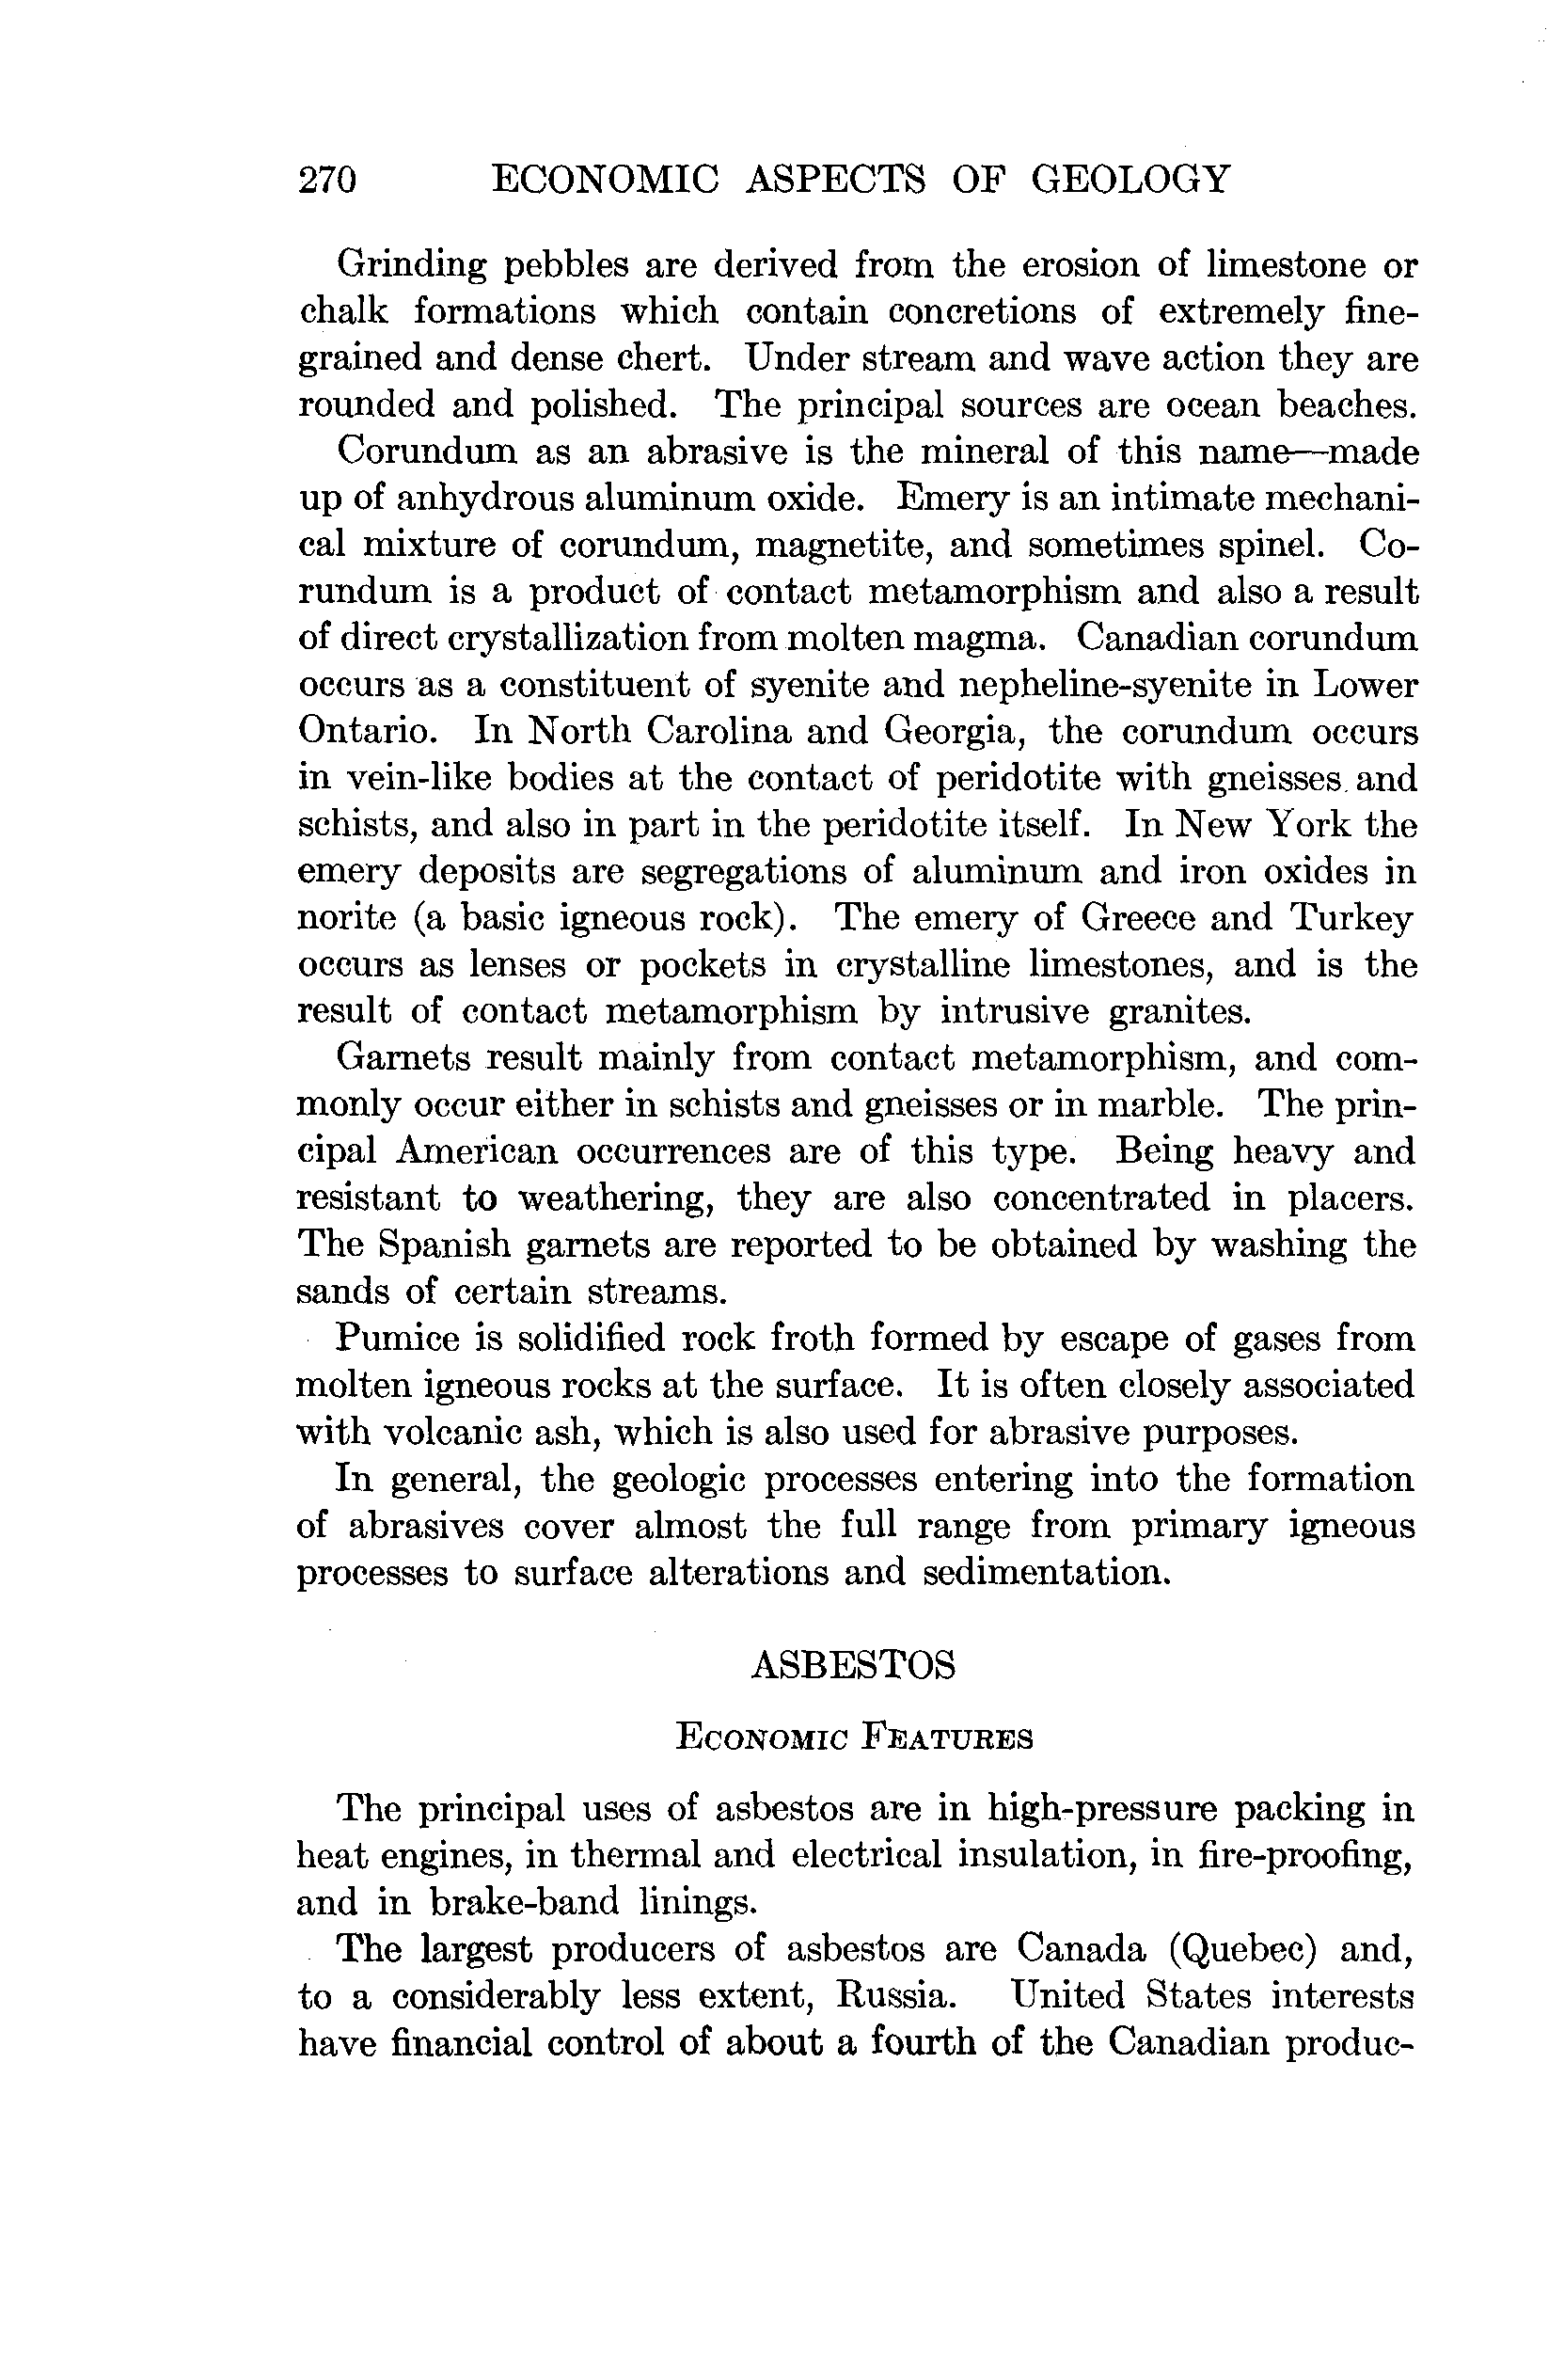 270 ECONOMIC ASPECTS OF GEOLOGY
Grinding pebbles are derived from the erosion of limestone or
chalk formations which contain concretions of extremely fine-
grained and dense chert. Under stream and wave action they are
rounded and polished. The principal sources are ocean beaches.
Corundum as an abrasive is the mineral of this name—made
up of anhydrous aluminum oxide. Emery is an intimate mechani-
cal mixture of corundum, magnetite, and sometimes spinel. Co-
rundum is a product of contact metamorphism and also a result
of direct crystallization from molten magma. Canadian corundum
occurs as a constituent of syenite and nepheline-syenite in Lower
Ontario. In North Carolina and Georgia, the corundum occurs
in vein-like bodies at the contact of peridotite with gneisses and
schists, and also in part in the peridotite itself. In New York the
emery deposits are segregations of aluminum and iron oxides in
norite (a basic igneous rock). The emery of Greece and Turkey
occurs as lenses or pockets in crystalline limestones, and is the
result of contact metamorphism by intrusive granites.
Garnets result mainly from contact metamorphism, and com-
monly occur either in schists and gneisses or in marble. The prin-
cipal American occurrences are of this type. Being heavy and
resistant to weathering, they are also concentrated in placers.
The Spanish garnets are reported to be obtained by washing the
sands of certain streams.
Pumice is solidified rock froth formed by escape of gases from
molten igneous rocks at the surface. It is often closely associated
with volcanic ash, which is also used for abrasive purposes.
In general, the geologic processes entering into the formation
of abrasives cover almost the full range from primary igneous
processes to surface alterations and sedimentation.
ASBESTOS
ECONOMIC FEATURES
The principal uses of asbestos are in high-pressure packing in
heat engines, in thermal and electrical insulation, in fire-proofing,
and in brake-band linings.
The largest producers of asbestos are Canada (Quebec) and,
to a considerably less extent, Russia. United States interests
have financial control of about a fourth of the Canadian produc-